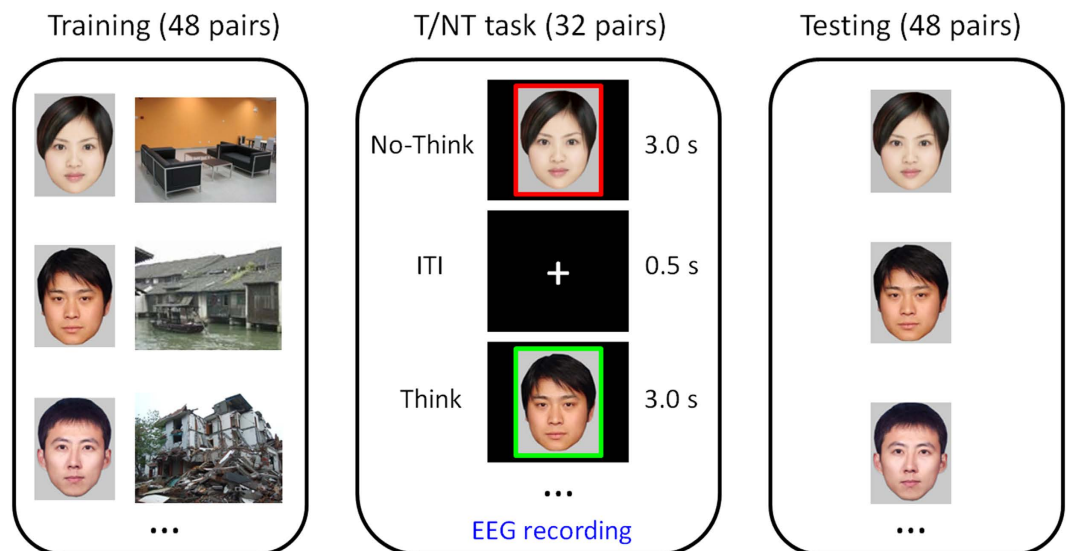 Training (48 pairs)
T/NT task (32 pairs)
Testing (48 pairs)
No-Think
3.0 s
ITI
+
0.5 s
Think
3.0 s
...
...
EEG recording
...